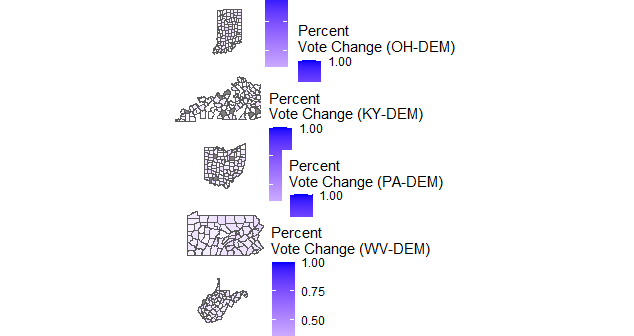 Percent
Vote Change (OH-DEM)
1.00
Percent
Vote Change (KY-DEM)
1.00
Percent
Vote Change (PA-DEM)
1.00
Percent
Vote Change (WV-DEM)
1.00
0.75
0.50